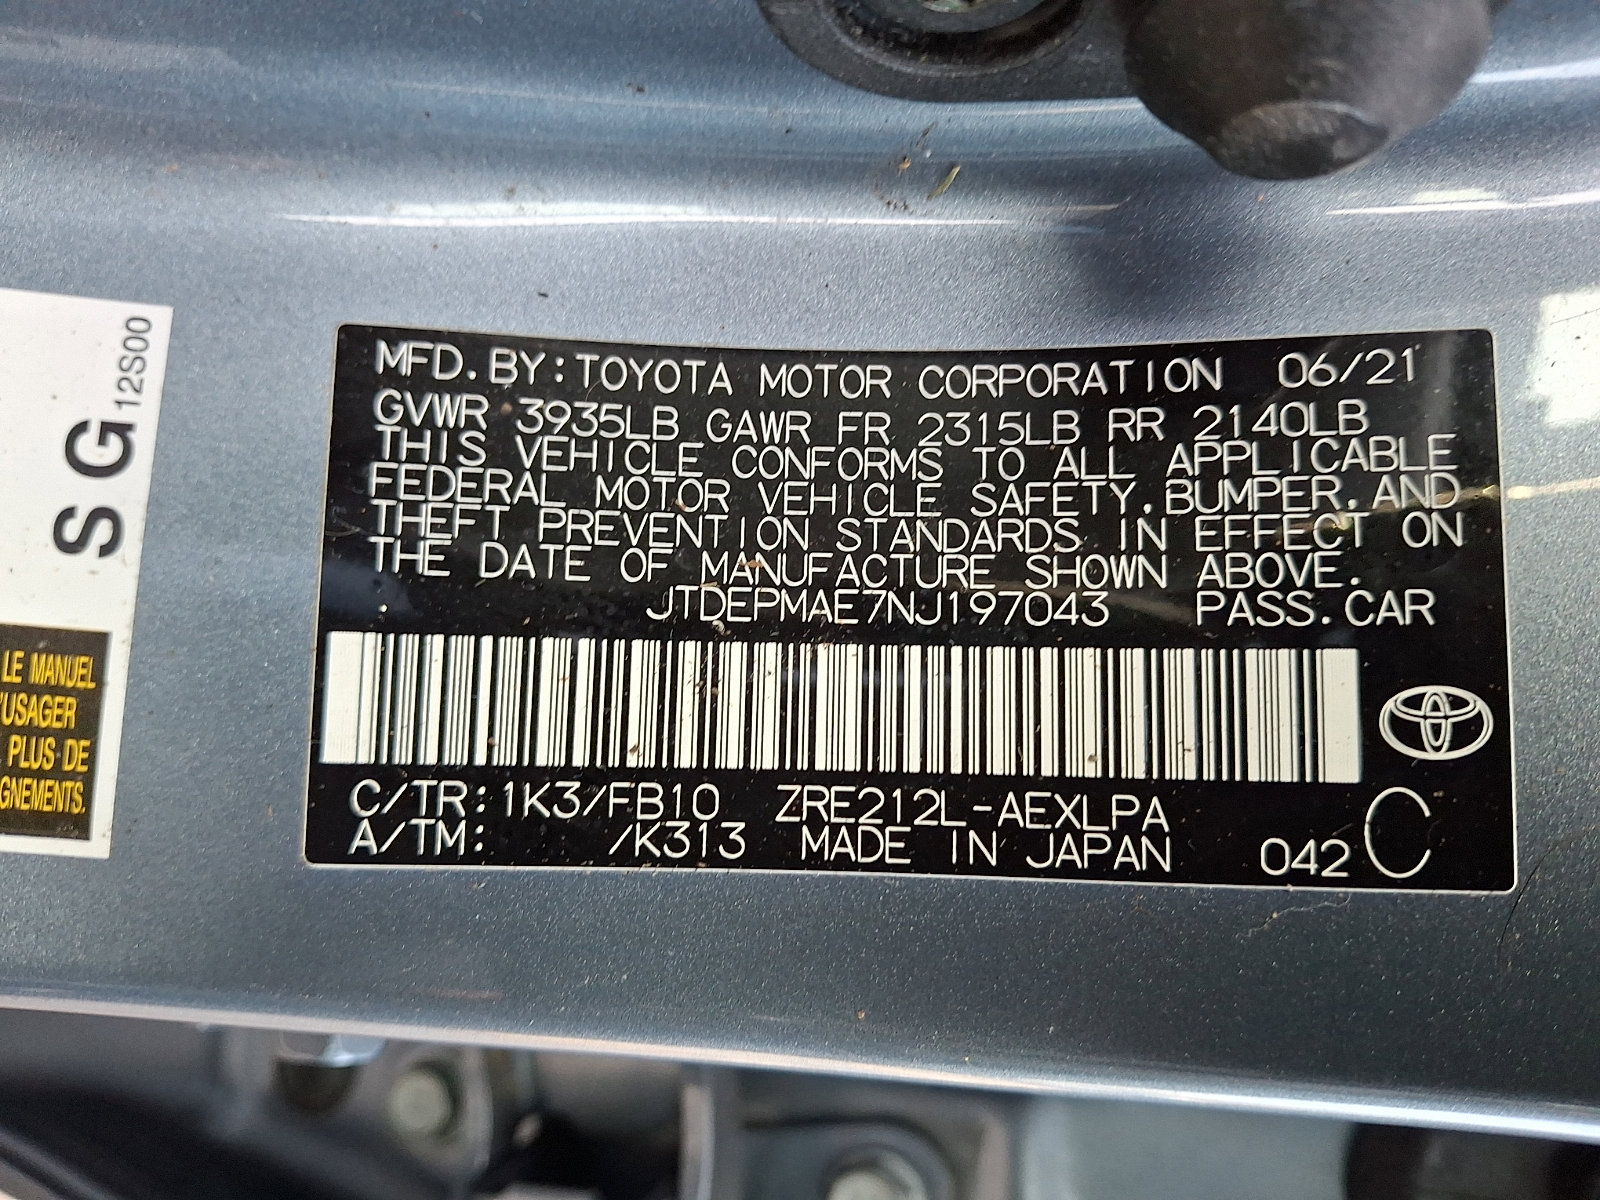 MFD. BY: TOYOTA MOTOR CORPORATION 06/21
GVWR 3935LB GAWR FR 2315LB RR 2140LB
THIS VEHICLE CONFORMS TO ALL APPLICABLE
FEDERAL MOTOR VEHICLE SAFETY, BUMPER, AND
THEFT PREVENTION STANDARDS IN EFFECT ON
THE DATE OF MANUFACTURE SHOWN ABOVE.
JTDEPMAE7NJ197043 PASS. CAR
C/TR: 1K3/FB10 ZRE212L-AEXLPA
A/TM: /K313 MADE IN JAPAN 042 C
SG 12S00
LE MANUEL
'USAGER
PLUS DE
GNEMENTS.